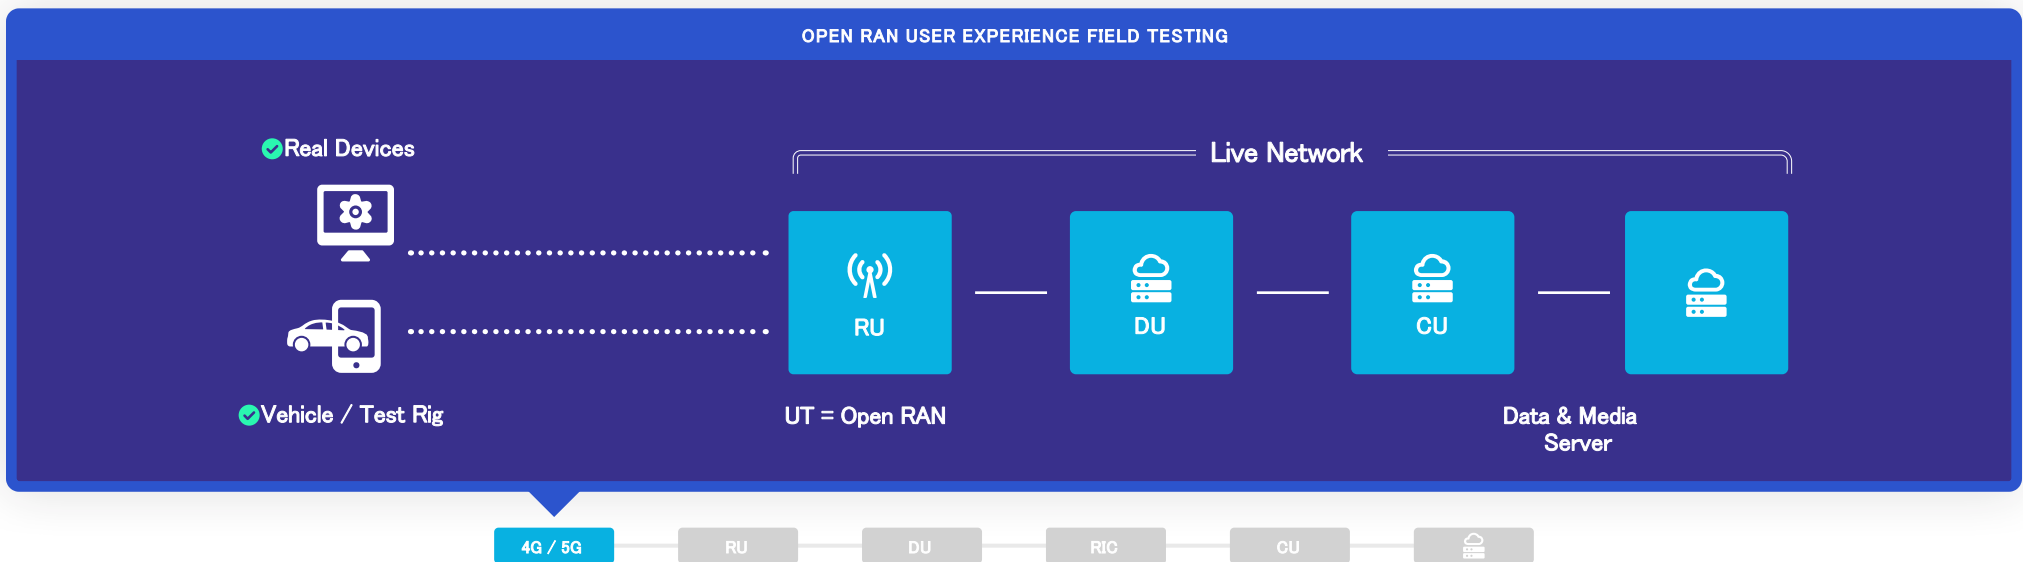 OPEN RAN USER EXPERIENCE FIELD TESTING
Real Devices
Live Network
RU
DU
CU
Vehicle / Test Rig
UT = Open RAN
Data & Media
Server
4G / 5G
RU
DU
RIC
CU